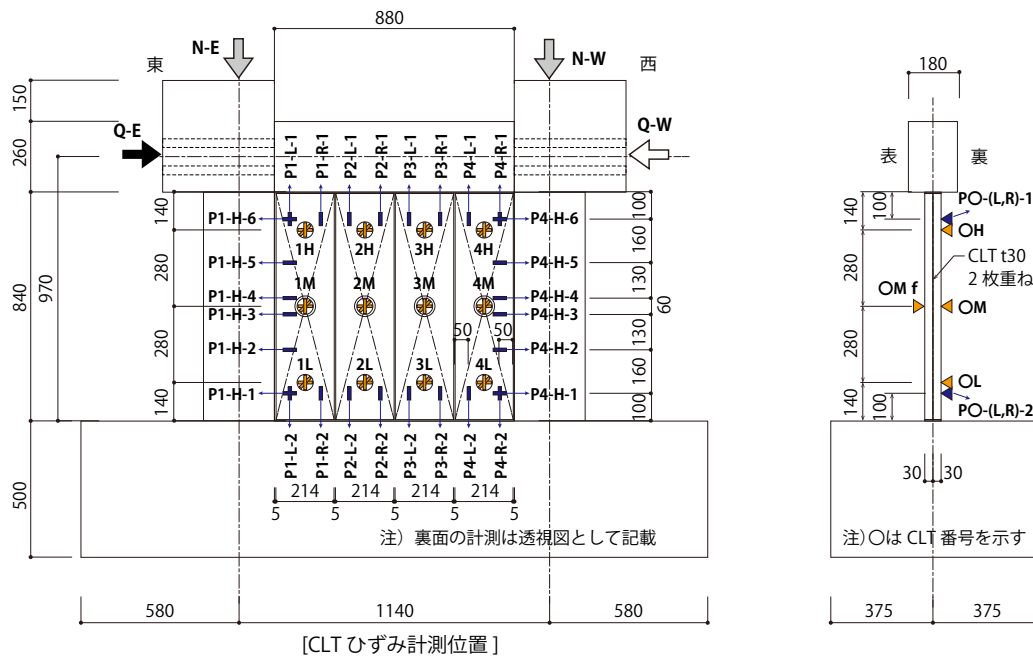 880
N-E
N-W
東
西
180
150
260
Q-E
Q-W
P1-L-1
P1-R-1
P2-L-1
P2-R-1
P3-L-1
P3-R-1
P4-L-1
P4-R-1
表
裏
840
970
140
280
280
140
P1-H-6
P1-H-5
P1-H-4
P1-H-3
P1-H-2
P1-H-1
1H
2H
3H
4H
1M
2M
3M
4M
1L
2L
3L
4L
50
50
P4-H-6
P4-H-5
P4-H-4
P4-H-3
P4-H-2
P4-H-1
100
160
130
60
130
160
100
140
280
280
140
100
100
P〇-(L,R)-1
〇H
CLT t30
2 枚重ね
〇M f
〇M
〇L
P〇-(L,R)-2
P1-L-2
P1-R-2
P2-L-2
P2-R-2
P3-L-2
P3-R-2
P4-L-2
P4-R-2
500
214
214
214
214
5
5
5
5
5
30
30
注）裏面の計測は透視図として記載
注)〇は CLT 番号を示す
580
1140
580
375
375
[CLT ひずみ計測位置 ]